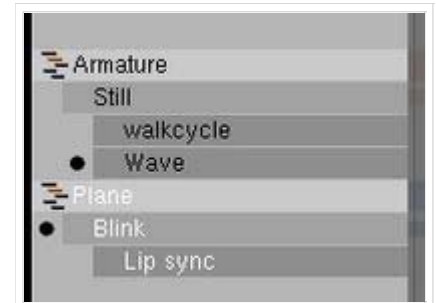 Armature
Still
walkcycle
Wave
Plane
Blink
Lip sync